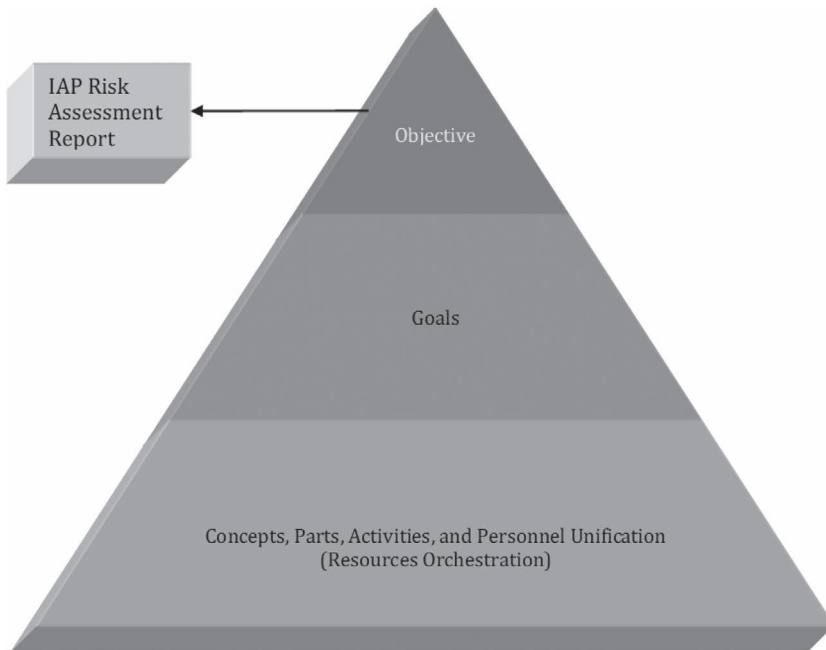 IAP Risk
Assessment
Report
Objective
Goals
Concepts, Parts, Activities, and Personnel Unification
(Resources Orchestration)